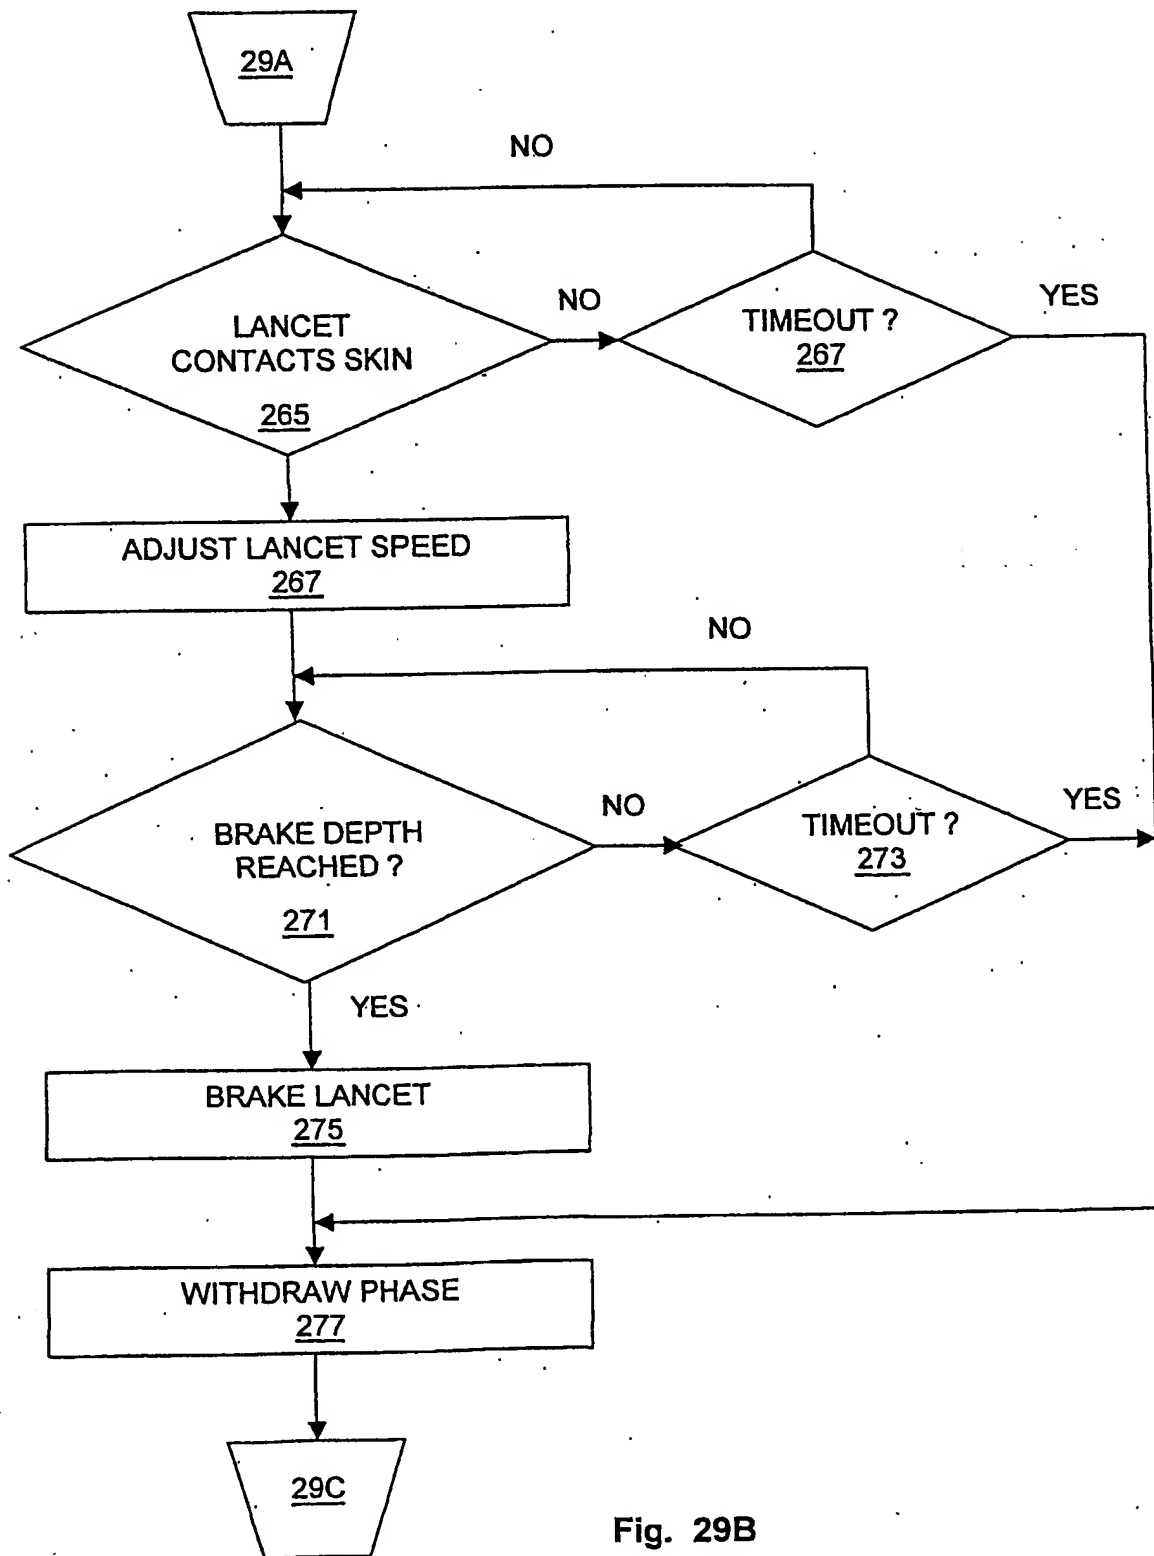 29A
NO
LANCET
CONTACTS SKIN
265
NO
TIMEOUT ?
267
YES
ADJUST LANCET SPEED
267
NO
BRAKE DEPTH
REACHED ?
271
NO
TIMEOUT ?
273
YES
YES
BRAKE LANCET
275
WITHDRAW PHASE
277
29C
Fig. 29B